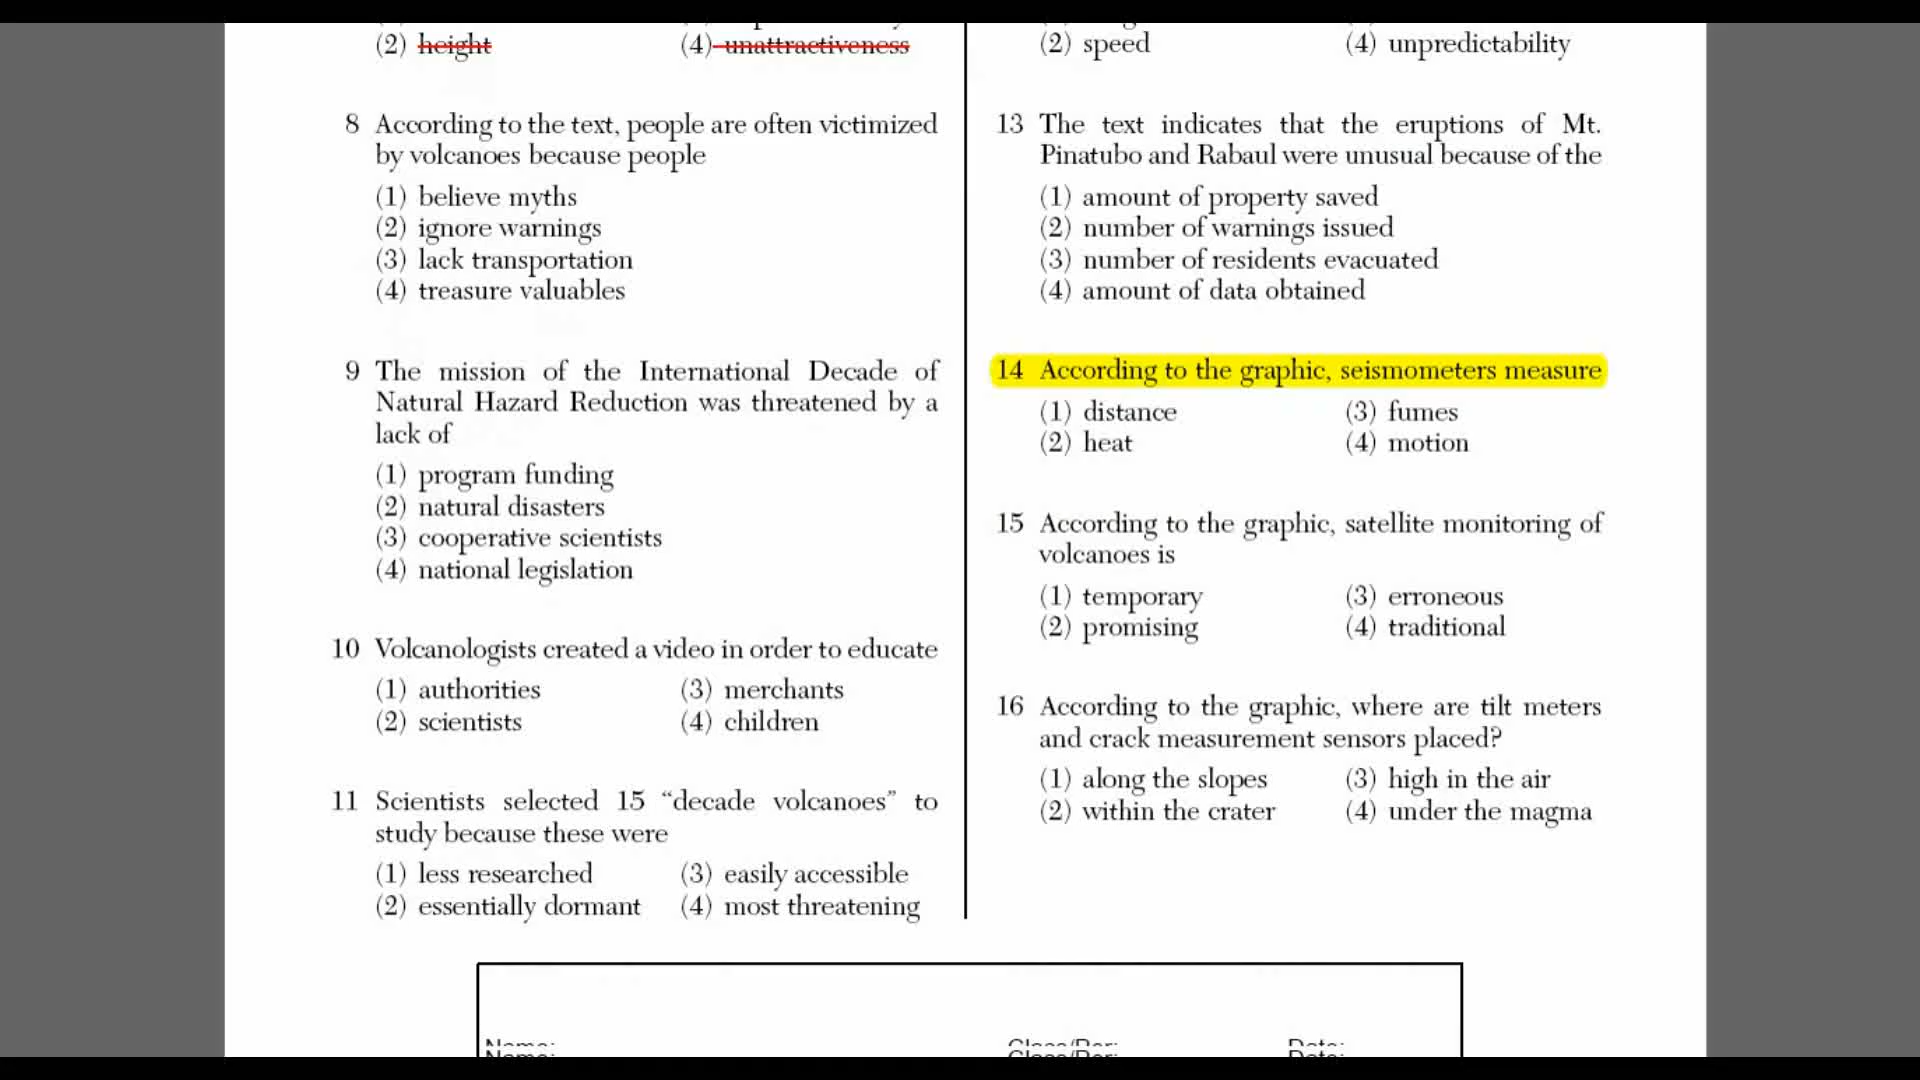 (2) height (4) unattractiveness
8 According to the text, people are often victimized
by volcanoes because people
(1) believe myths
(2) ignore warnings
(3) lack transportation
(4) treasure valuables
9 The mission of the International Decade of
Natural Hazard Reduction was threatened by a
lack of
(1) program funding
(2) natural disasters
(3) cooperative scientists
(4) national legislation
10 Volcanologists created a video in order to educate
(1) authorities (3) merchants
(2) scientists (4) children
11 Scientists selected 15 “decade volcanoes” to
study because these were
(1) less researched (3) easily accessible
(2) essentially dormant (4) most threatening
(2) speed (4) unpredictability
13 The text indicates that the eruptions of Mt.
Pinatubo and Rabaul were unusual because of the
(1) amount of property saved
(2) number of warnings issued
(3) number of residents evacuated
(4) amount of data obtained
14 According to the graphic, seismometers measure
(1) distance (3) fumes
(2) heat (4) motion
15 According to the graphic, satellite monitoring of
volcanoes is
(1) temporary (3) erroneous
(2) promising (4) traditional
16 According to the graphic, where are tilt meters
and crack measurement sensors placed?
(1) along the slopes (3) high in the air
(2) within the crater (4) under the magma
Name: Class/Per: Date: